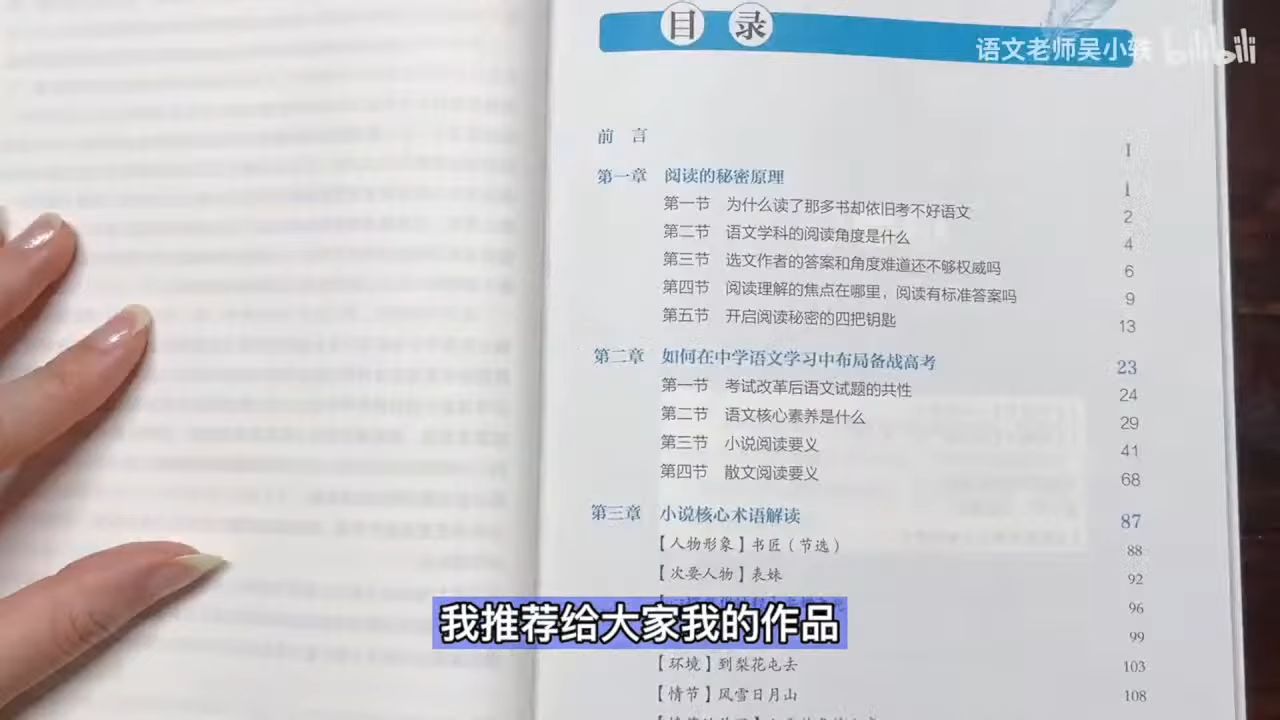 目 录
语文老师吴小轶 bilibili
前 言 I
第一章 阅读的秘密原理 1
第一节 为什么读了那多书却依旧考不好语文 2
第二节 语文学科的阅读角度是什么 4
第三节 选文作者的答案和角度难道还不够权威吗 6
第四节 阅读理解的焦点在哪里，阅读有标准答案吗 9
第五节 开启阅读秘密的四把钥匙 13
第二章 如何在中学语文学习中布局备战高考 23
第一节 考试改革后语文试题的共性 24
第二节 语文核心素养是什么 29
第三节 小说阅读要义 41
第四节 散文阅读要义 68
第三章 小说核心术语解读 87
【人物形象】书匠（节选） 88
【次要人物】表妹 92
96
我推荐给大家我的作品
99
【环境】到梨花屯去 103
【情节】风雪日月山 108